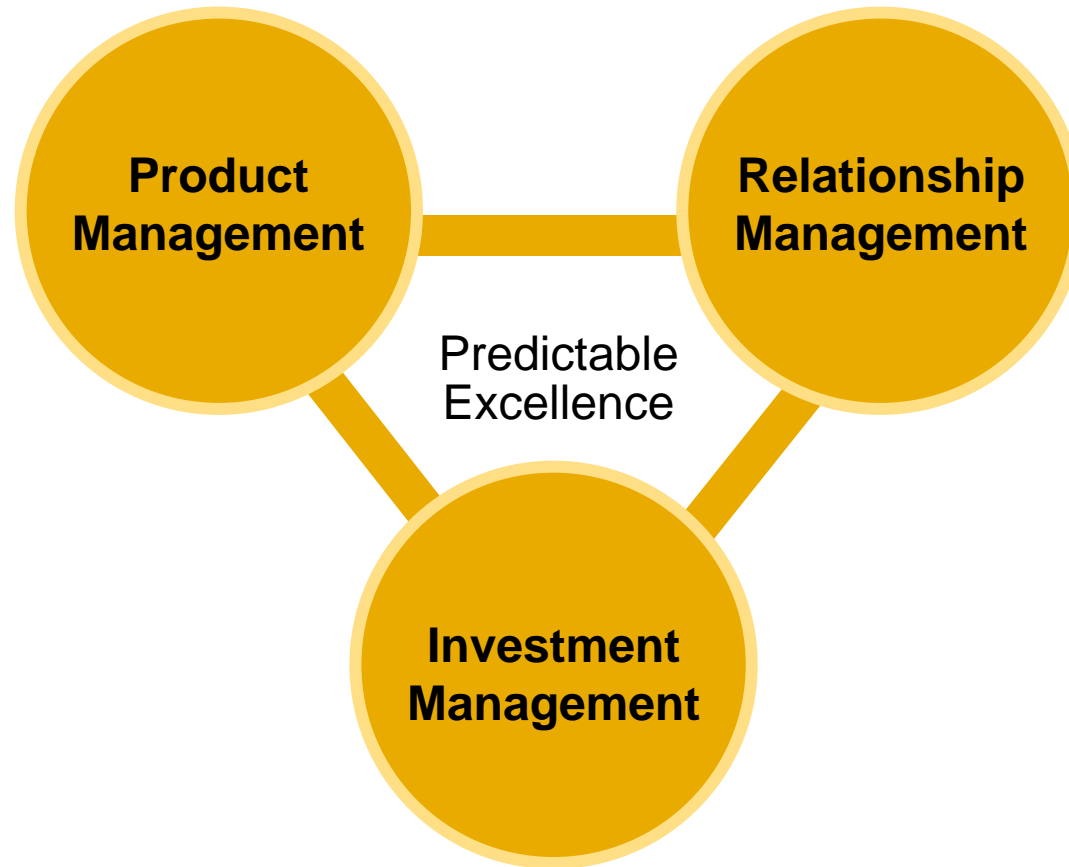 Product
Management
Relationship
Management
Predictable
Excellence
Investment
Management